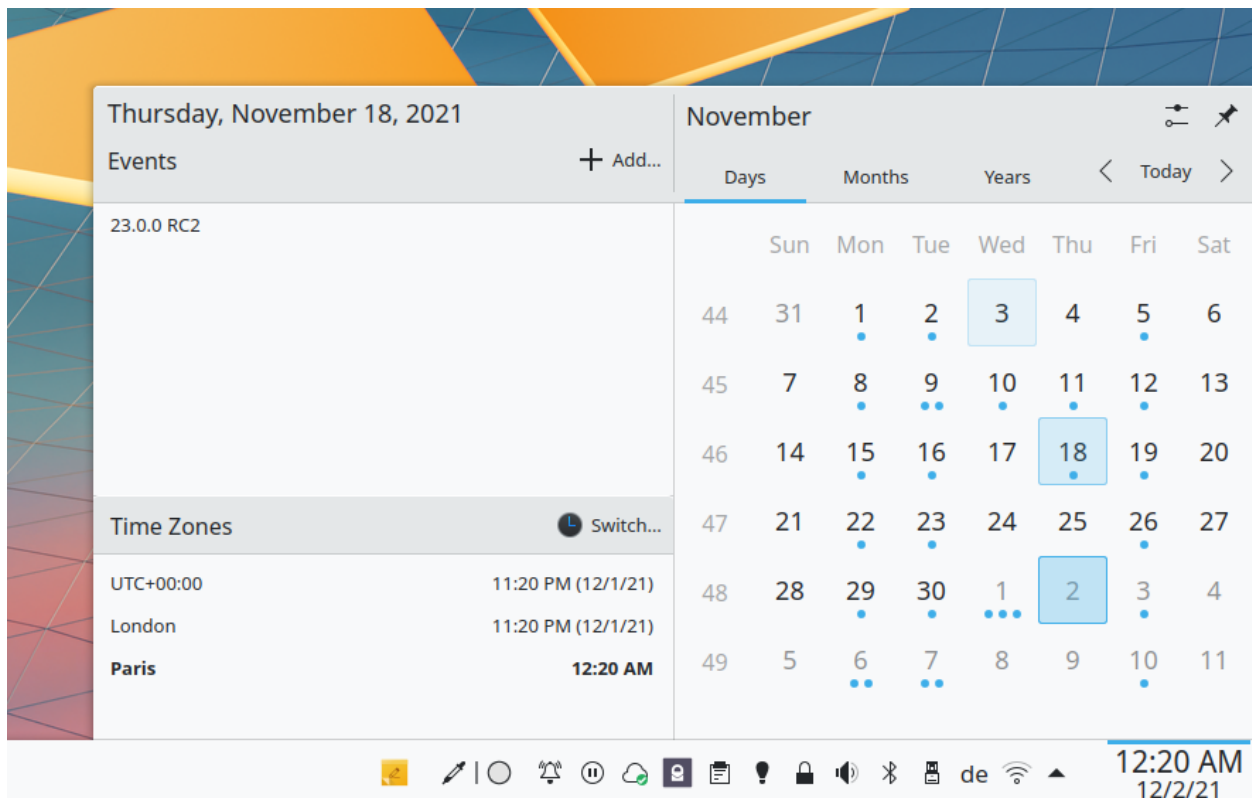 Thursday, November 18, 2021
Events
Add...
23.0.0 RC2
Time Zones
Switch...
UTC+00:00 11:20 PM (12/1/21)
London 11:20 PM (12/1/21)
Paris 12:20 AM
November
Days Months Years Today
Sun Mon Tue Wed Thu Fri Sat
44 31 1 2 3 4 5 6
45 7 8 9 10 11 12 13
46 14 15 16 17 18 19 20
47 21 22 23 24 25 26 27
48 28 29 30 1 2 3 4
49 5 6 7 8 9 10 11
de
12:20 AM
12/2/21